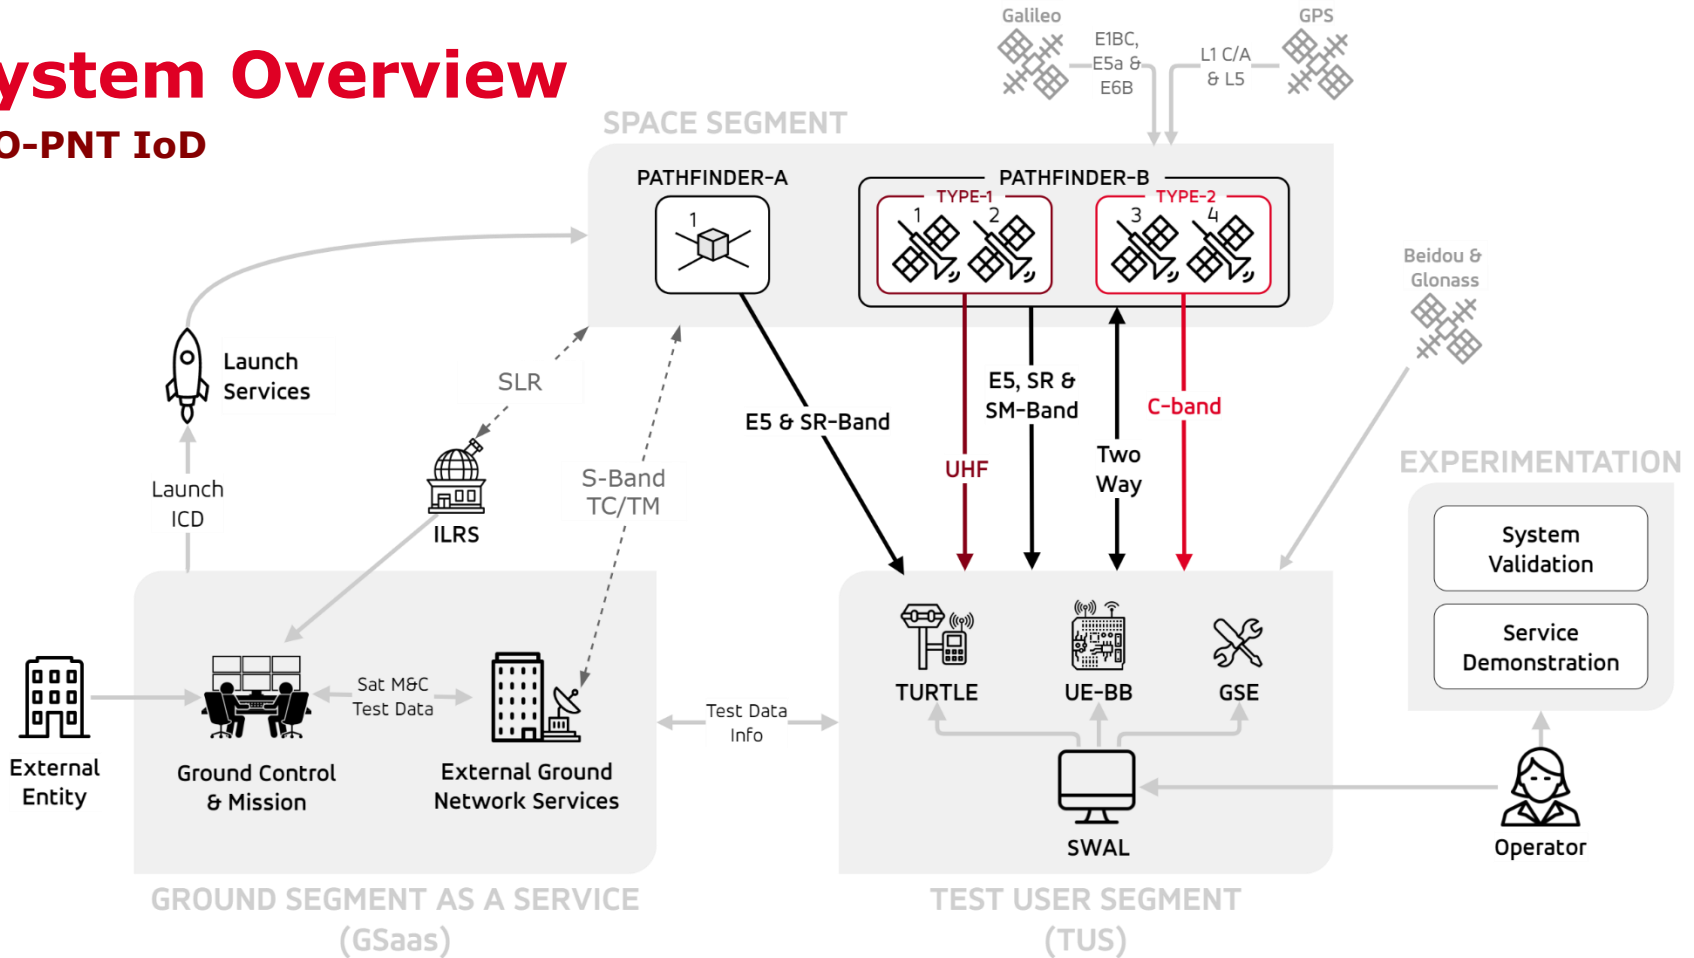 ystem Overview
O-PNT IoD
Galileo
GPS
E1BC,
E5a &
E6B
L1 C/A
& L5
SPACE SEGMENT
PATHFINDER-A
1
PATHFINDER-B
TYPE-1
1
2
TYPE-2
3
4
Beidou &
Glonass
Launch
Services
SLR
E5 & SR-Band
UHF
E5, SR &
SM-Band
Two
Way
C-band
Launch
ICD
ILRS
S-Band
TC/TM
EXPERIMENTATION
System
Validation
Service
Demonstration
External
Entity
Ground Control
& Mission
Sat M&C
Test Data
External Ground
Network Services
Test Data
Info
TURTLE
UE-BB
GSE
SWAL
Operator
GROUND SEGMENT AS A SERVICE
(GSaas)
TEST USER SEGMENT
(TUS)